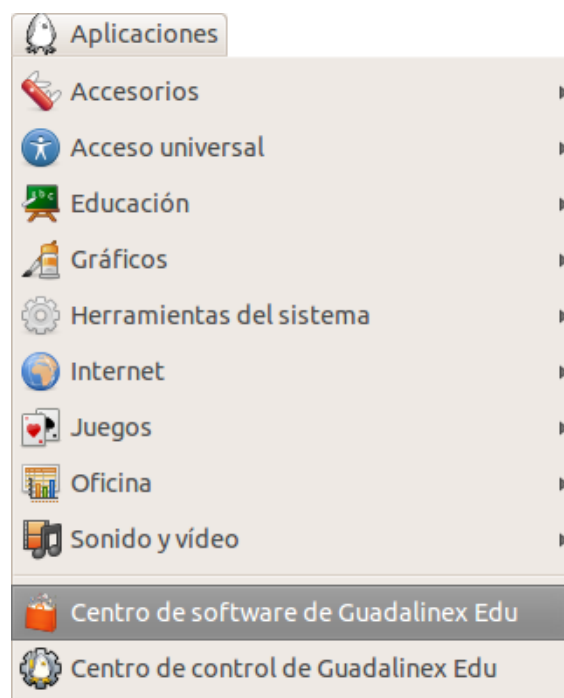 Aplicaciones
Accesorios
Acceso universal
Educación
Gráficos
Herramientas del sistema
Internet
Juegos
Oficina
Sonido y vídeo
Centro de software de Guadalinex Edu
Centro de control de Guadalinex Edu